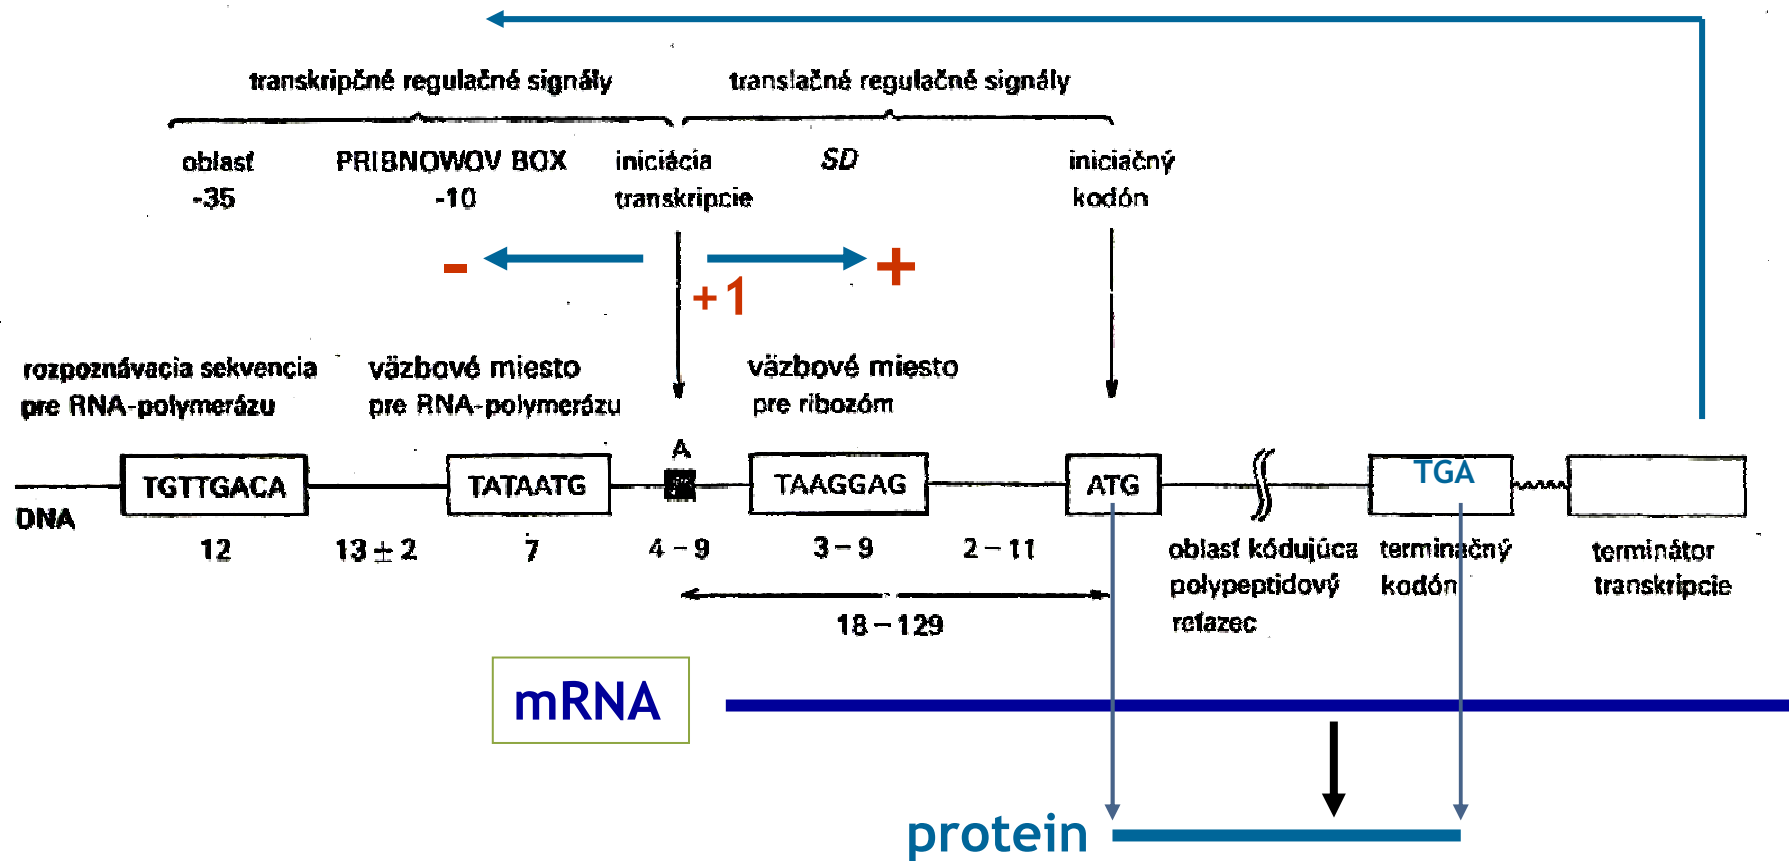 transkripčné regulačné signály
translačné regulačné signály
oblasť
-35
PRIBNOWOV BOX
-10
iniciácia
transkripcie
SD
iniciačný
kodón
-
+
+1
rozpoznávacia sekvencia
pre RNA-polymerázu
väzbové miesto
pre RNA-polymerázu
väzbové miesto
pre ribozóm
A
TGTTGACA
TATAATG
TAAGGAG
ATG
TGA
DNA
12
13 ± 2
7
4 – 9
3 – 9
2 – 11
18 – 129
oblasť kódujúca
polypeptidový
reťazec
terminačný
kodón
terminátor
transkripcie
mRNA
protein